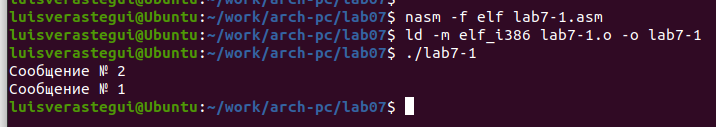 luisverastegui@Ubuntu:~/work/arch-pc/lab07$ nasm -f elf lab7-1.asm
luisverastegui@Ubuntu:~/work/arch-pc/lab07$ ld -m elf_i386 lab7-1.o -o lab7-1
luisverastegui@Ubuntu:~/work/arch-pc/lab07$ ./lab7-1
Сообщение № 2
Сообщение № 1
luisverastegui@Ubuntu:~/work/arch-pc/lab07$